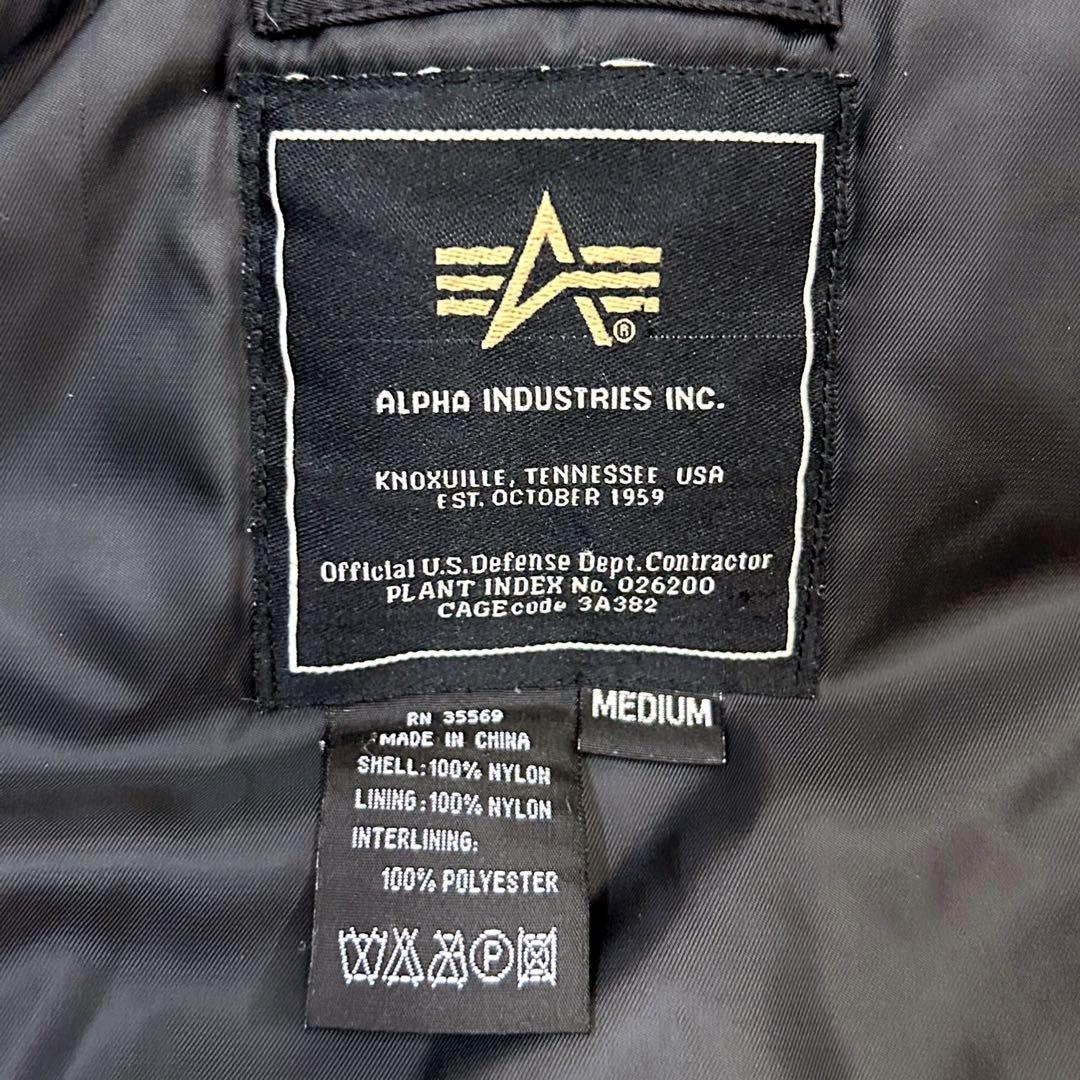 ®
ALPHA INDUSTRIES INC.
KNOXVILLE, TENNESSEE USA
EST. OCTOBER 1959
Official U.S. Defense Dept. Contractor
PLANT INDEX No. 026200
CAGE code 3A382
MEDIUM
RN 35569
MADE IN CHINA
SHELL: 100% NYLON
LINING: 100% NYLON
INTERLINING:
100% POLYESTER
P